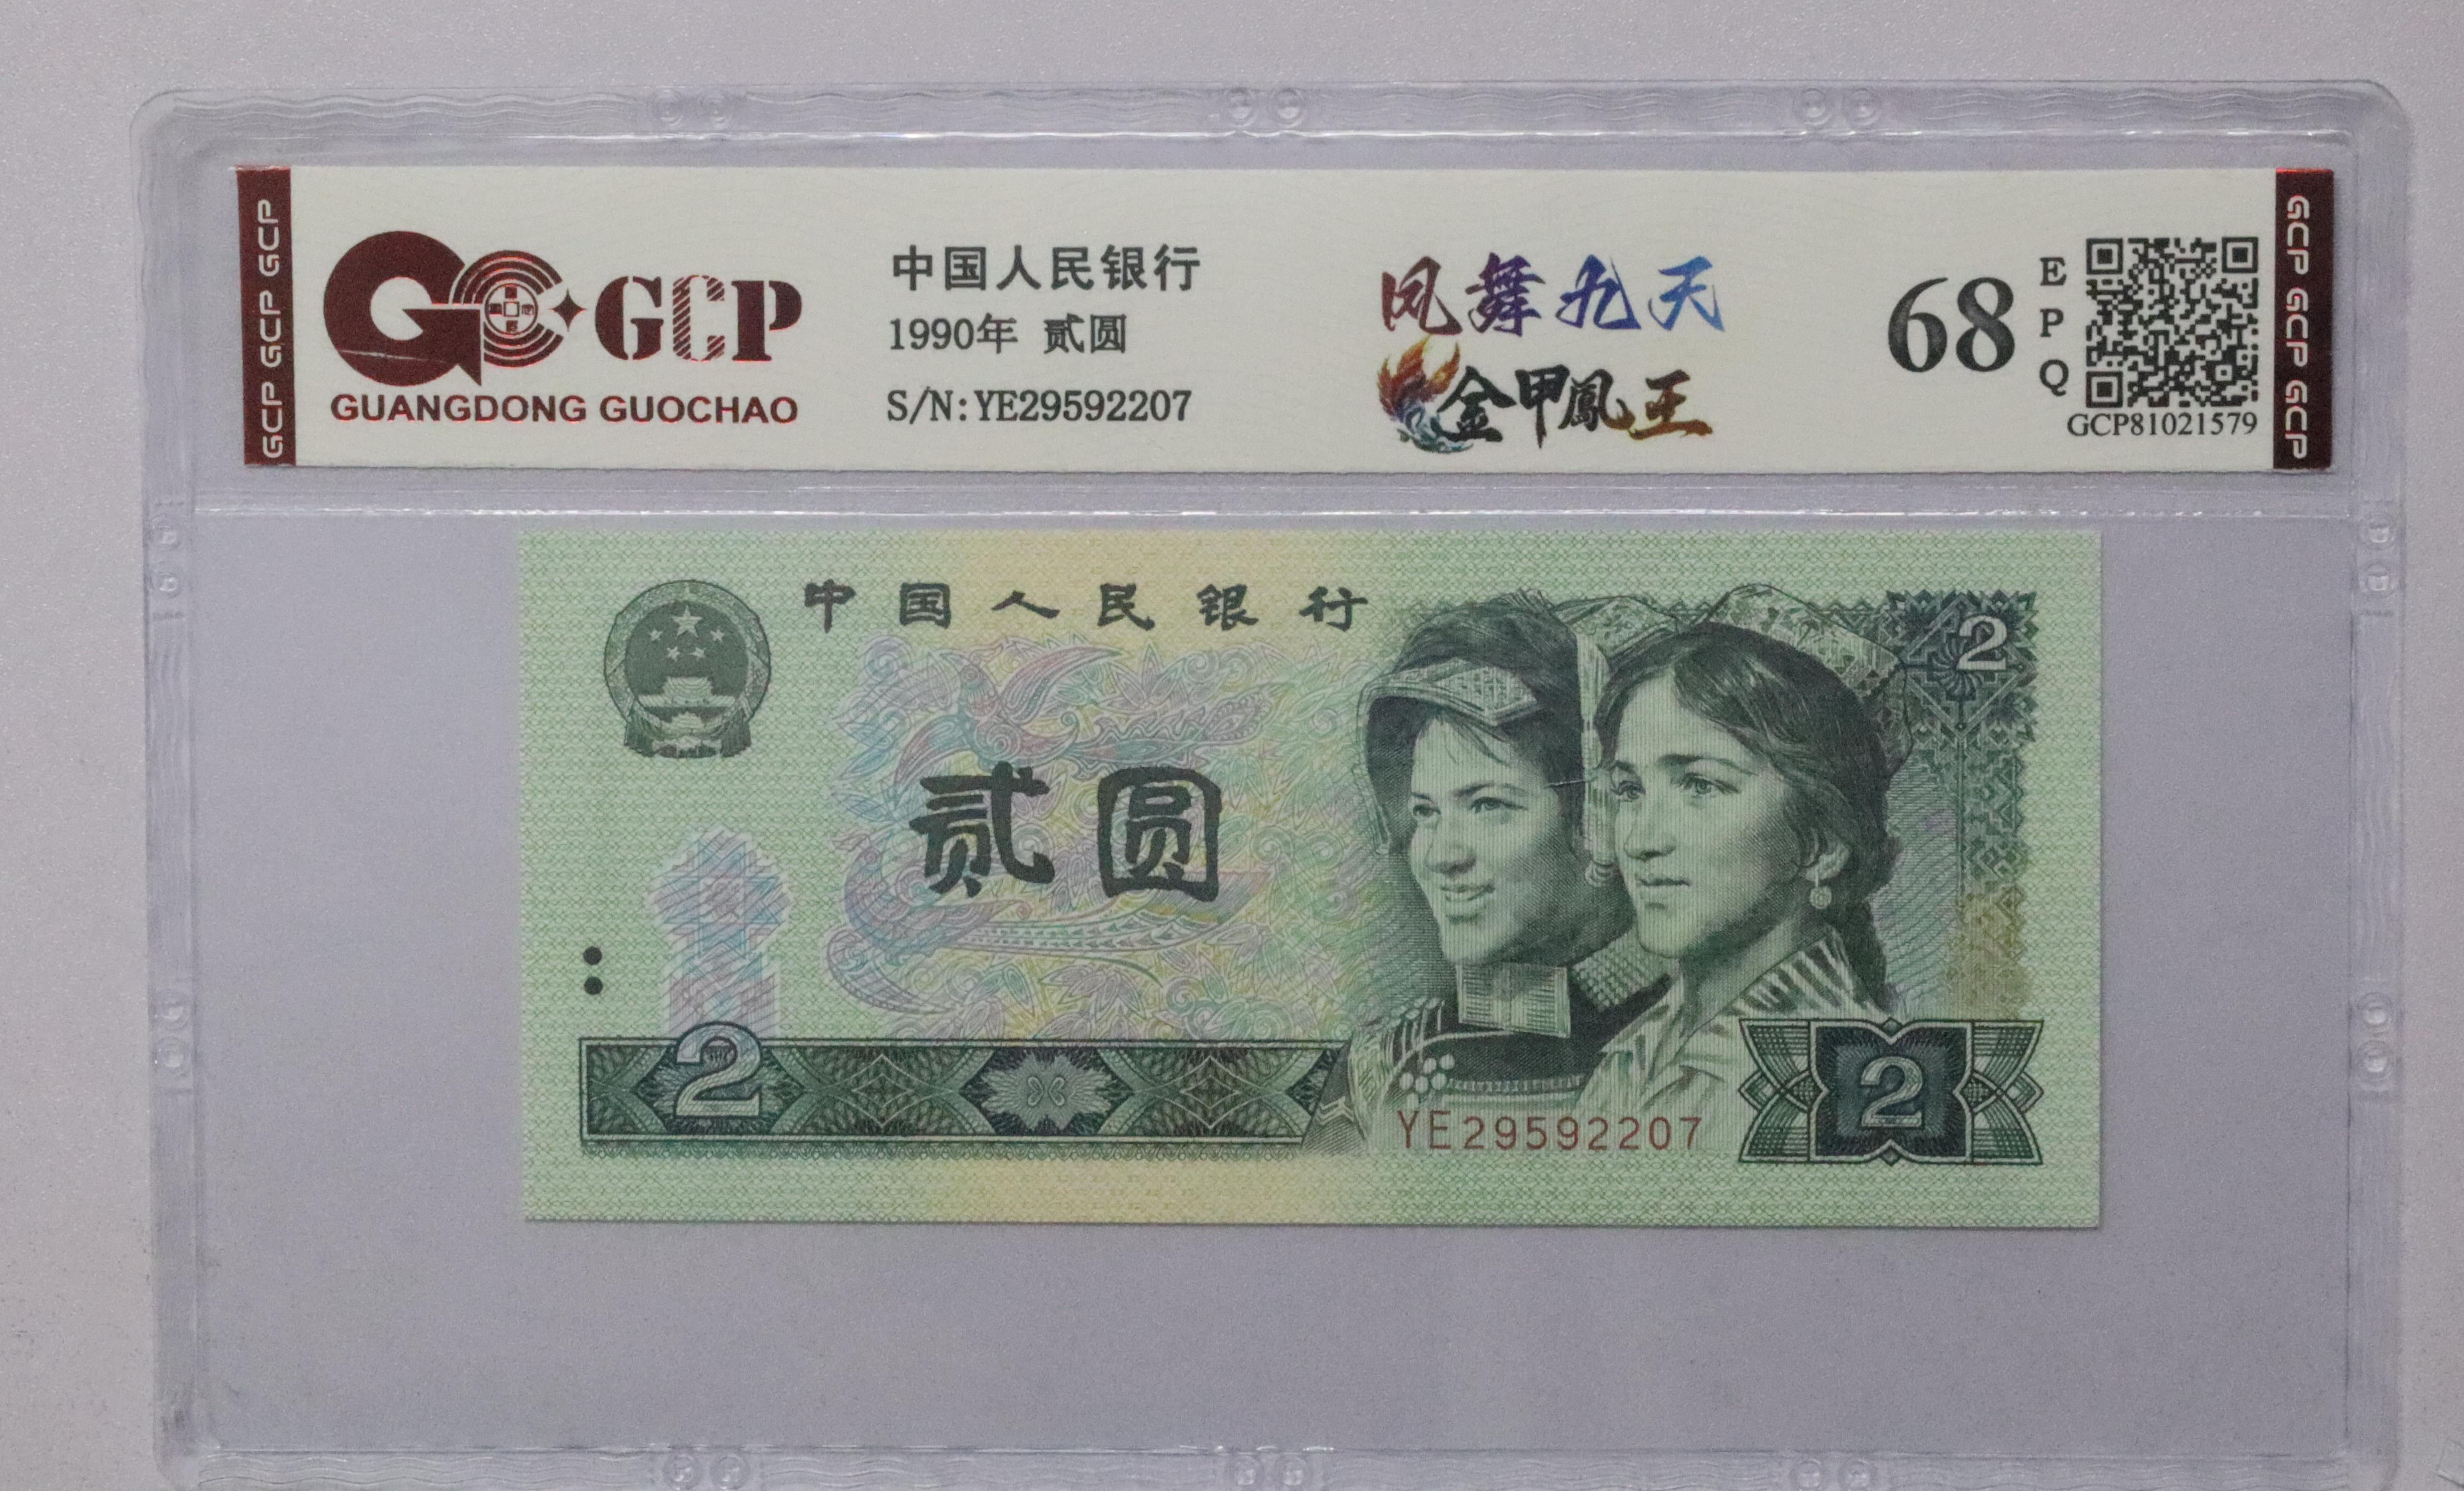 GCP GCP GCP
GCP
GUANGDONG GUOCHAO
中国人民银行
1990年 贰圆
S/N:YE29592207
凤舞九天
金甲鳳王
68
EPQ
GCP81021579
GCP GCP GCP
中国人民银行
2
贰圆
2
YE29592207
2